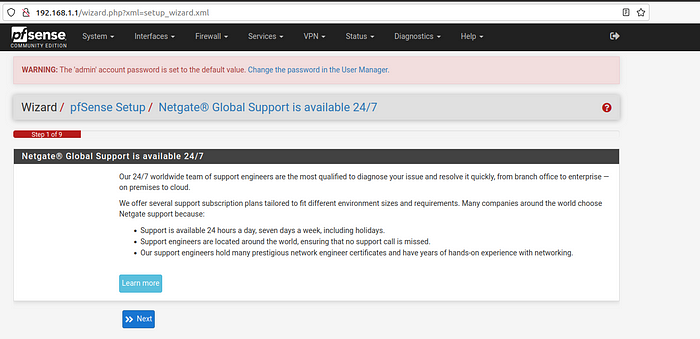 192.168.1.1/wizard.php?xml=setup_wizard.xml
pfsense COMMUNITY EDITION System Interfaces Firewall Services VPN Status Diagnostics Help
WARNING: The 'admin' account password is set to the default value. Change the password in the User Manager.
Wizard / pfSense Setup / Netgate® Global Support is available 24/7
Step 1 of 9
Netgate® Global Support is available 24/7
Our 24/7 worldwide team of support engineers are the most qualified to diagnose your issue and resolve it quickly, from branch office to enterprise —
on premises to cloud.
We offer several support subscription plans tailored to fit different environment sizes and requirements. Many companies around the world choose
Netgate support because:
• Support is available 24 hours a day, seven days a week, including holidays.
• Support engineers are located around the world, ensuring that no support call is missed.
• Our support engineers hold many prestigious network engineer certificates and have years of hands-on experience with networking.
Learn more
Next